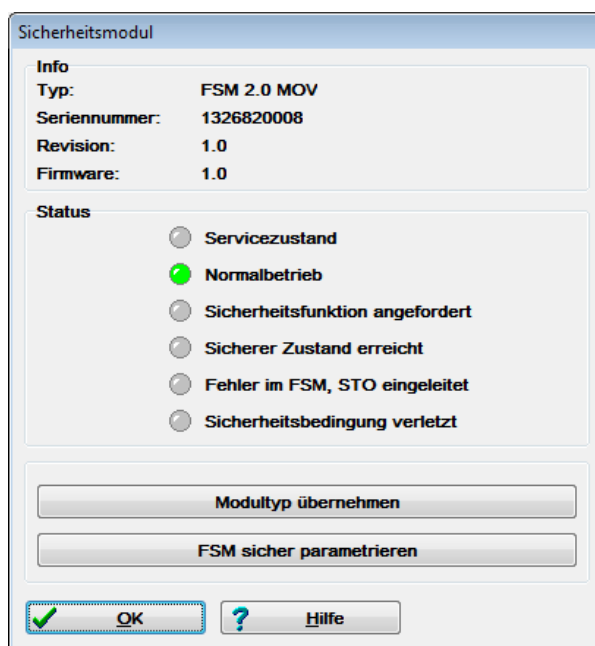 Sicherheitsmodul
Info
Typ: FSM 2.0 MOV
Seriennummer: 1326820008
Revision: 1.0
Firmware: 1.0
Status
Servicezustand
Normalbetrieb
Sicherheitsfunktion angefordert
Sicherer Zustand erreicht
Fehler im FSM, STO eingeleitet
Sicherheitsbedingung verletzt
Modultyp übernehmen
FSM sicher parametrieren
OK
? Hilfe